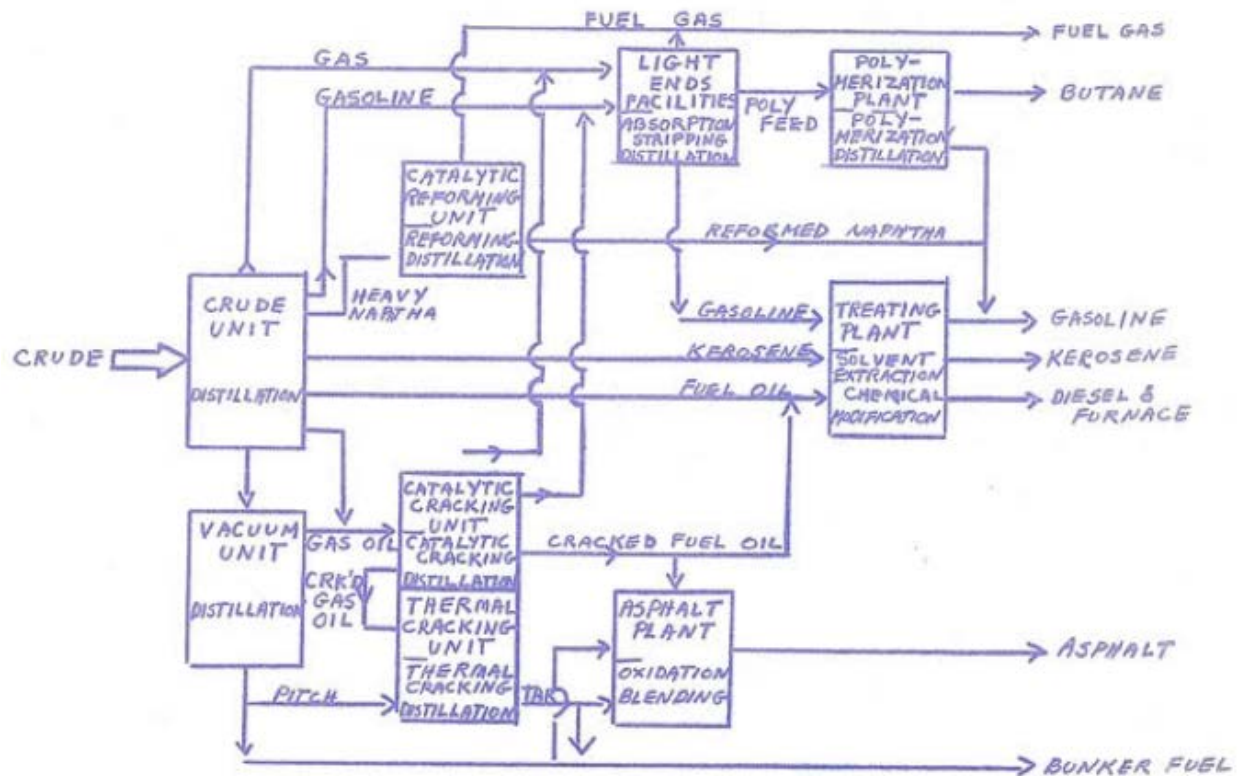 FUEL GAS
FUEL GAS
GAS
LIGHT
ENDS
FACILITIES
ABSORPTION
STRIPPING
DISTILLATION
POLY
FEED
POLY-
MERIZATION
PLANT
POLY-
MERIZATION
DISTILLATION
BUTANE
GASOLINE
CATALYTIC
REFORMING
UNIT
REFORMING
DISTILLATION
REFORMED NAPHTHA
HEAVY
NAPTHA
CRUDE
CRUDE
UNIT
DISTILLATION
GASOLINE
KEROSENE
FUEL OIL
TREATING
PLANT
SOLVENT
EXTRACTION
CHEMICAL
MODIFICATION
GASOLINE
KEROSENE
DIESEL &
FURNACE
VACUUM
UNIT
DISTILLATION
GAS OIL
CRK'D
GAS
OIL
CATALYTIC
CRACKING
UNIT
CATALYTIC
CRACKING
DISTILLATION
THERMAL
CRACKING
UNIT
THERMAL
CRACKING
DISTILLATION
CRACKED FUEL OIL
ASPHALT
PLANT
OXIDATION
BLENDING
ASPHALT
PITCH
TAR
BUNKER FUEL